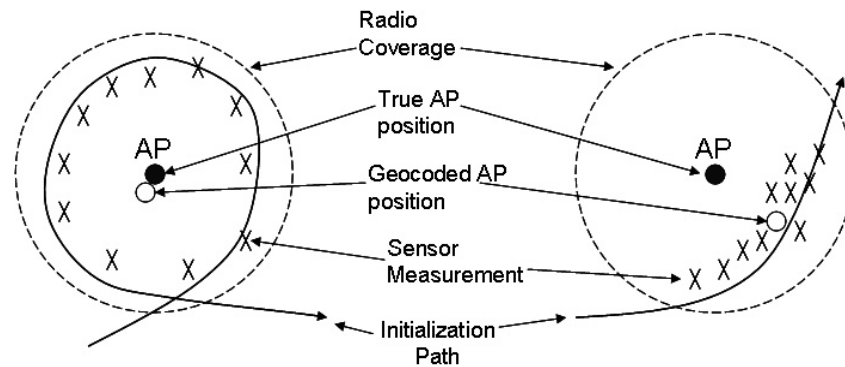 Radio
Coverage
True AP
position
AP
AP
Geocoded AP
position
Sensor
Measurement
Initialization
Path